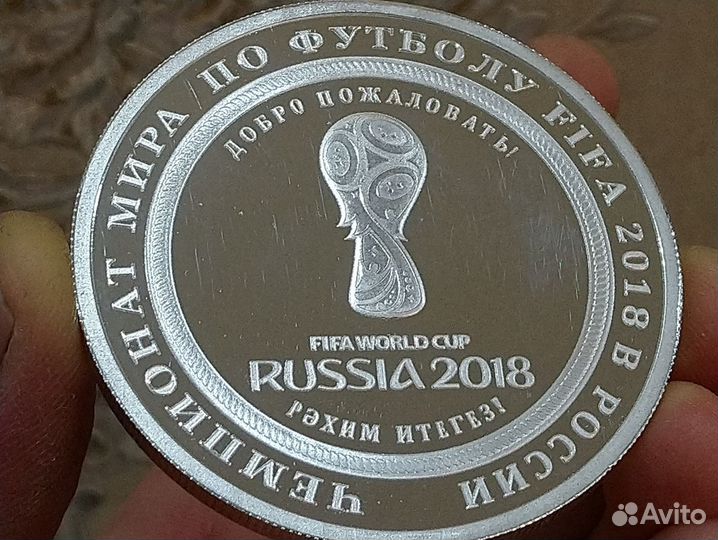 ЧЕМПИОНАТ МИРА ПО ФУТБОЛУ FIFA 2018 В РОССИИ
ДОБРО ПОЖАЛОВАТЬ!
FIFA WORLD CUP
RUSSIA 2018
РӘХИМ ИТЕГЕЗ!
Avito